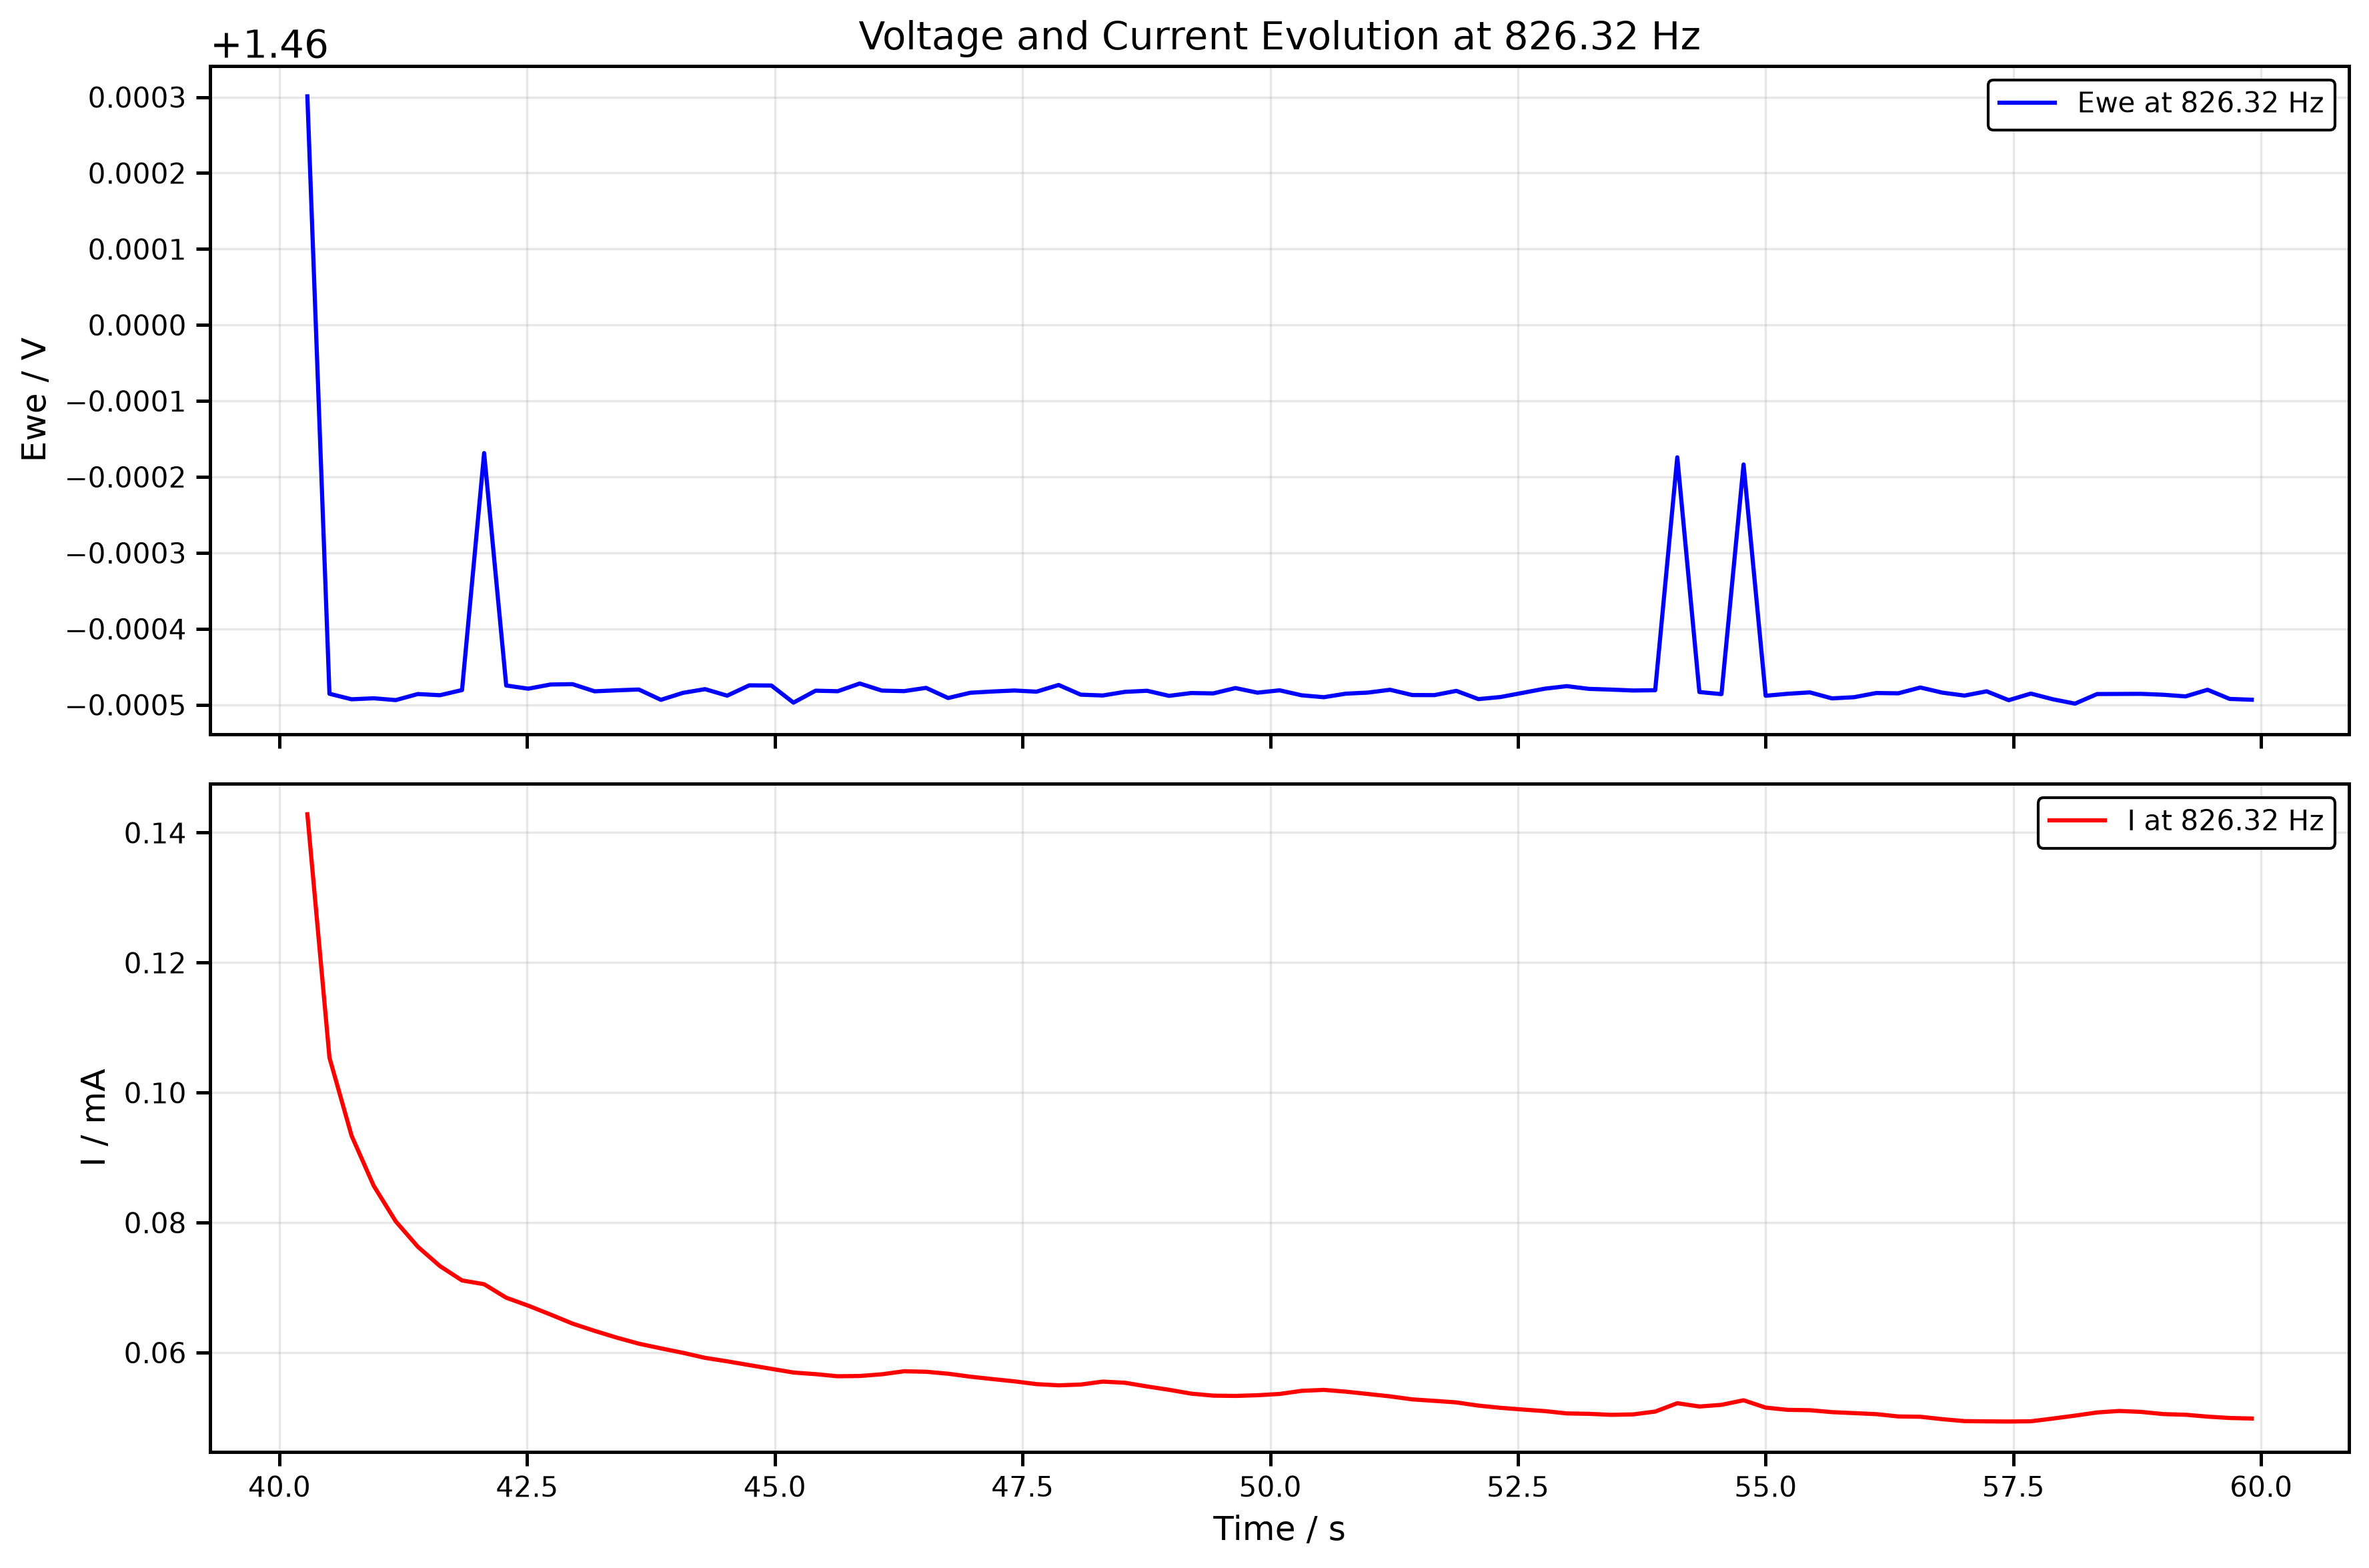 Voltage and Current Evolution at 826.32 Hz
+1.46
Ewe at 826.32 Hz
0.0003
0.0002
0.0001
0.0000
−0.0001
−0.0002
−0.0003
−0.0004
−0.0005
Ewe / V
I at 826.32 Hz
0.14
0.12
0.10
0.08
0.06
I / mA
40.0 42.5 45.0 47.5 50.0 52.5 55.0 57.5 60.0
Time / s